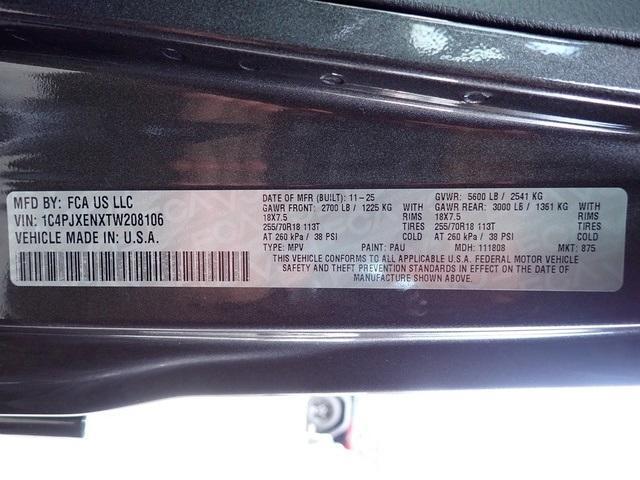 MFD BY: FCA US LLC
VIN: 1C4PJXENXTW208106
VEHICLE MADE IN: U.S.A.
DATE OF MFR (BUILT): 11-25 GVWR: 5600 LB / 2541 KG
GAWR FRONT: 2700 LB / 1225 KG WITH GAWR REAR: 3000 LB / 1361 KG WITH
18X7.5 RIMS 18X7.5 RIMS
255/70R18 113T TIRES 255/70R18 113T TIRES
AT 260 kPa / 38 PSI COLD AT 260 kPa / 38 PSI COLD
TYPE: MPV PAINT: PAU MDH: 111808 MKT: 875
THIS VEHICLE CONFORMS TO ALL APPLICABLE U.S.A. FEDERAL MOTOR VEHICLE
SAFETY AND THEFT PREVENTION STANDARDS IN EFFECT ON THE DATE OF
MANUFACTURE SHOWN ABOVE.